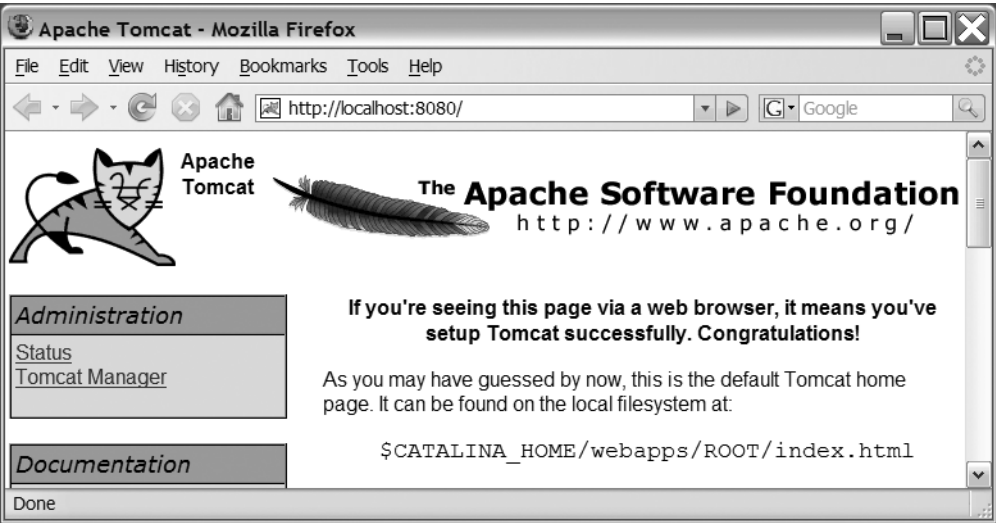 Apache Tomcat - Mozilla Firefox
File Edit View History Bookmarks Tools Help
http://localhost:8080/
G Google
Apache
Tomcat
The Apache Software Foundation
http://www.apache.org/
Administration
Status
Tomcat Manager
Documentation
If you're seeing this page via a web browser, it means you've
setup Tomcat successfully. Congratulations!
As you may have guessed by now, this is the default Tomcat home
page. It can be found on the local filesystem at:
$CATALINA_HOME/webapps/ROOT/index.html
Done